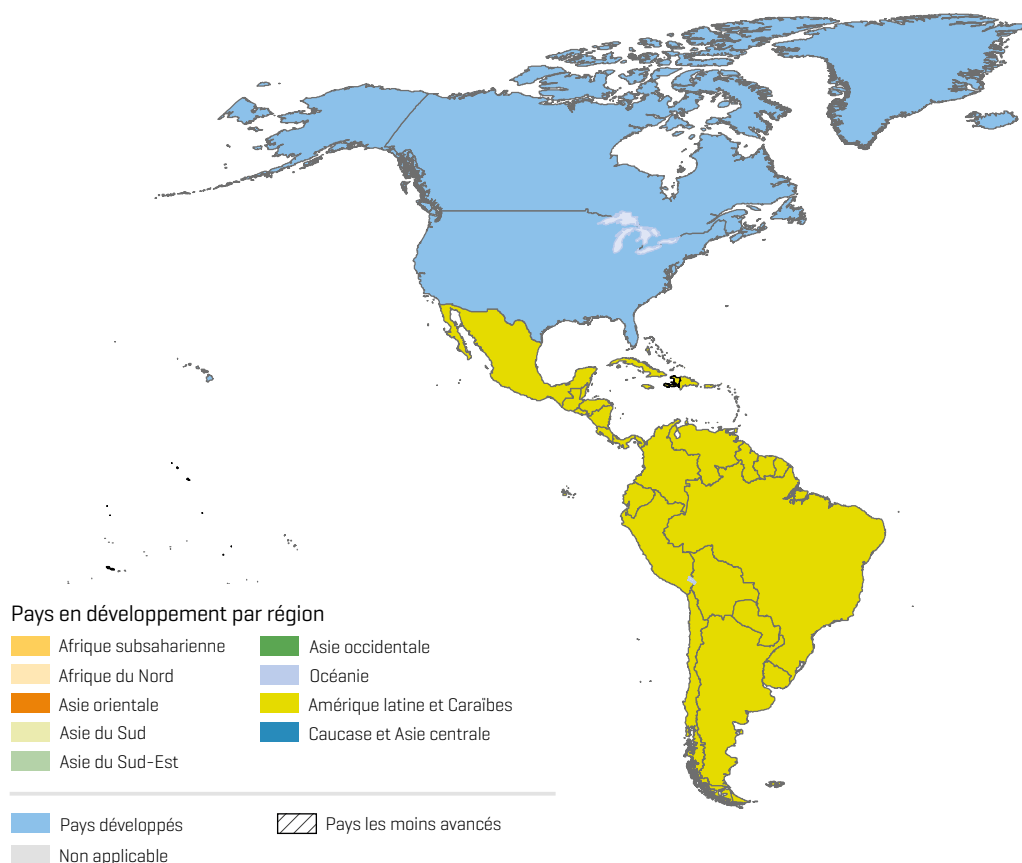 Pays en développement par région
Afrique subsaharienne
Afrique du Nord
Asie orientale
Asie du Sud
Asie du Sud-Est
Asie occidentale
Océanie
Amérique latine et Caraïbes
Caucase et Asie centrale
Pays développés
Non applicable
Pays les moins avancés